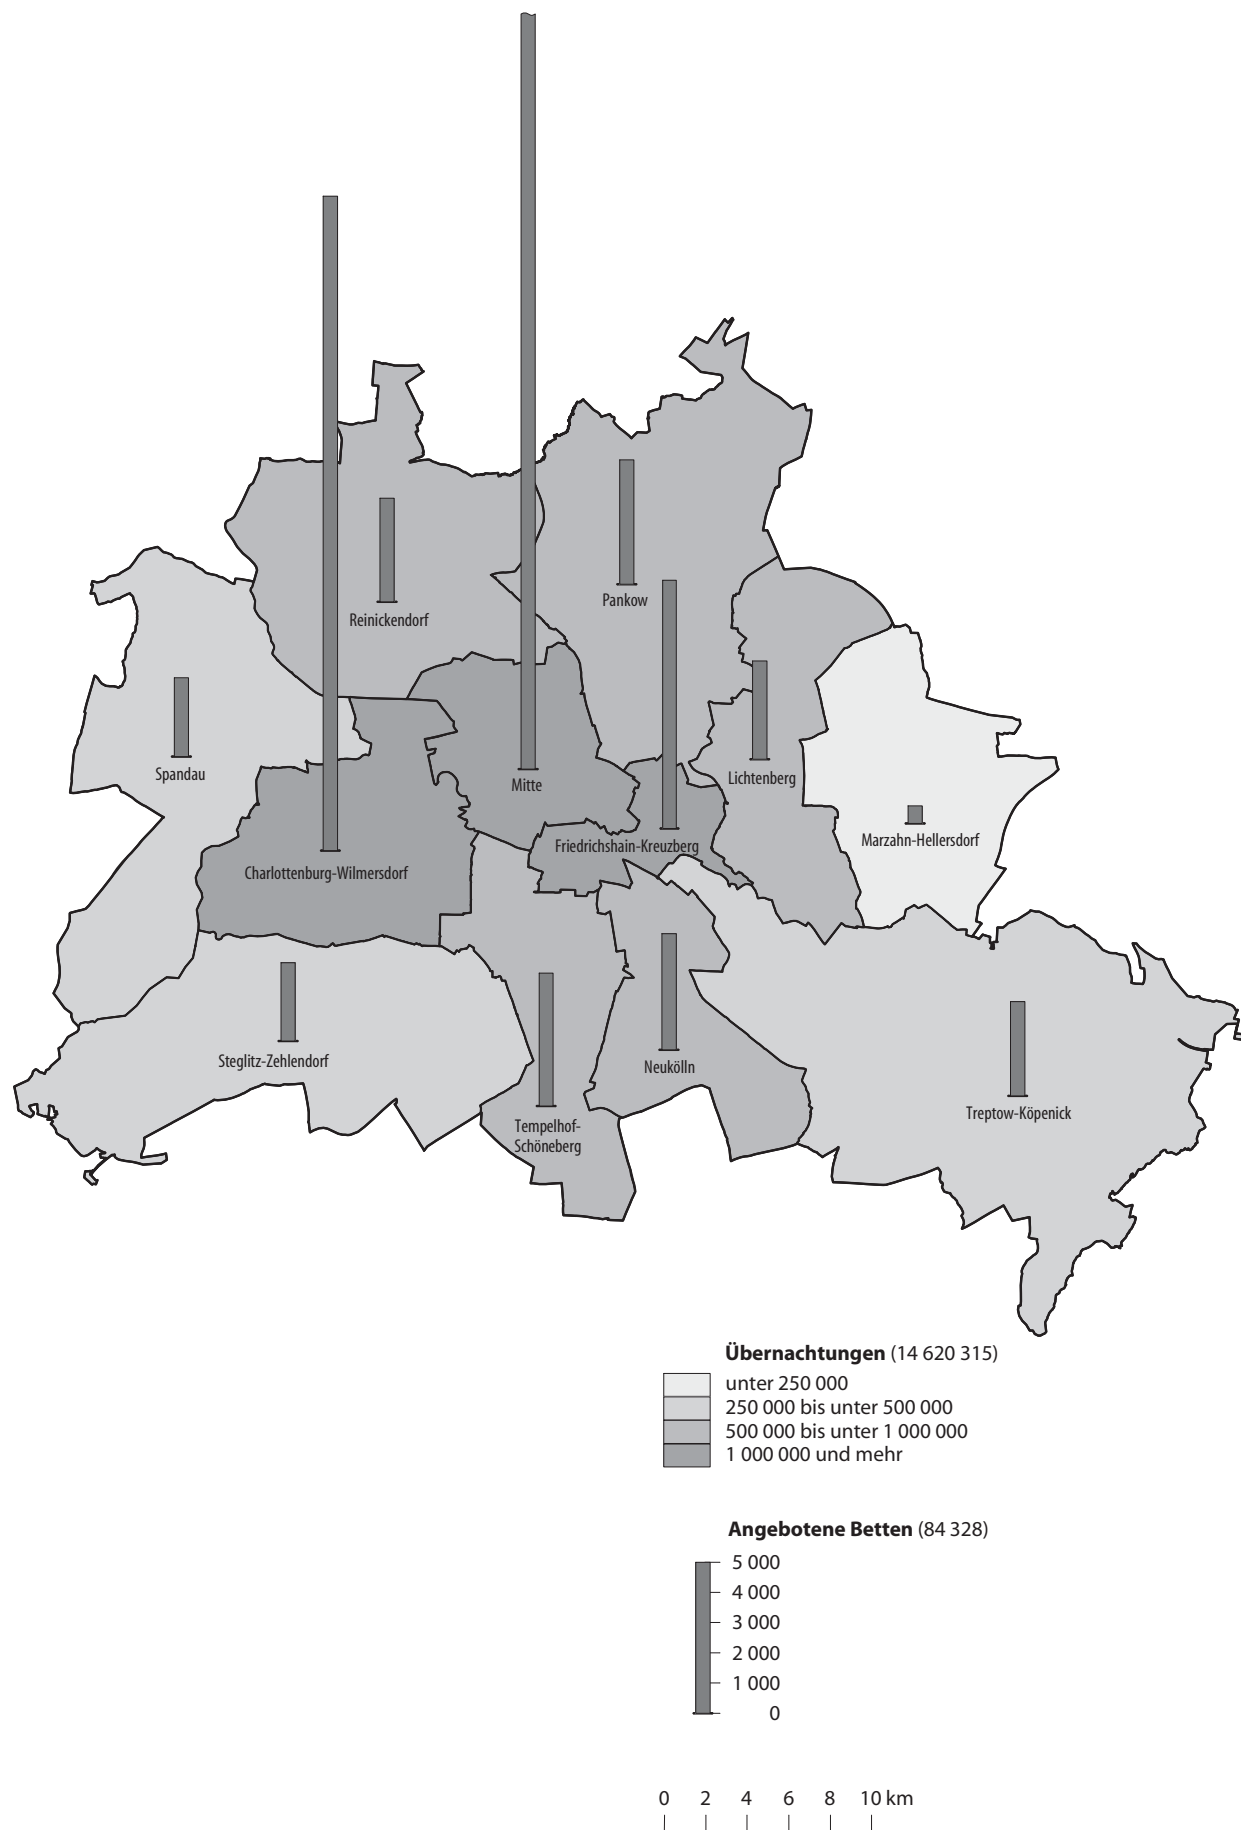 Pankow
Reinickendorf
Spandau
Mitte
Lichtenberg
Friedrichshain-Kreuzberg
Marzahn-Hellersdorf
Charlottenburg-Wilmersdorf
Steglitz-Zehlendorf
Neukölln
Treptow-Köpenick
Tempelhof-
Schöneberg
Übernachtungen (14 620 315)
unter 250 000
250 000 bis unter 500 000
500 000 bis unter 1 000 000
1 000 000 und mehr
Angebotene Betten (84 328)
5 000
4 000
3 000
2 000
1 000
0
0 2 4 6 8 10 km